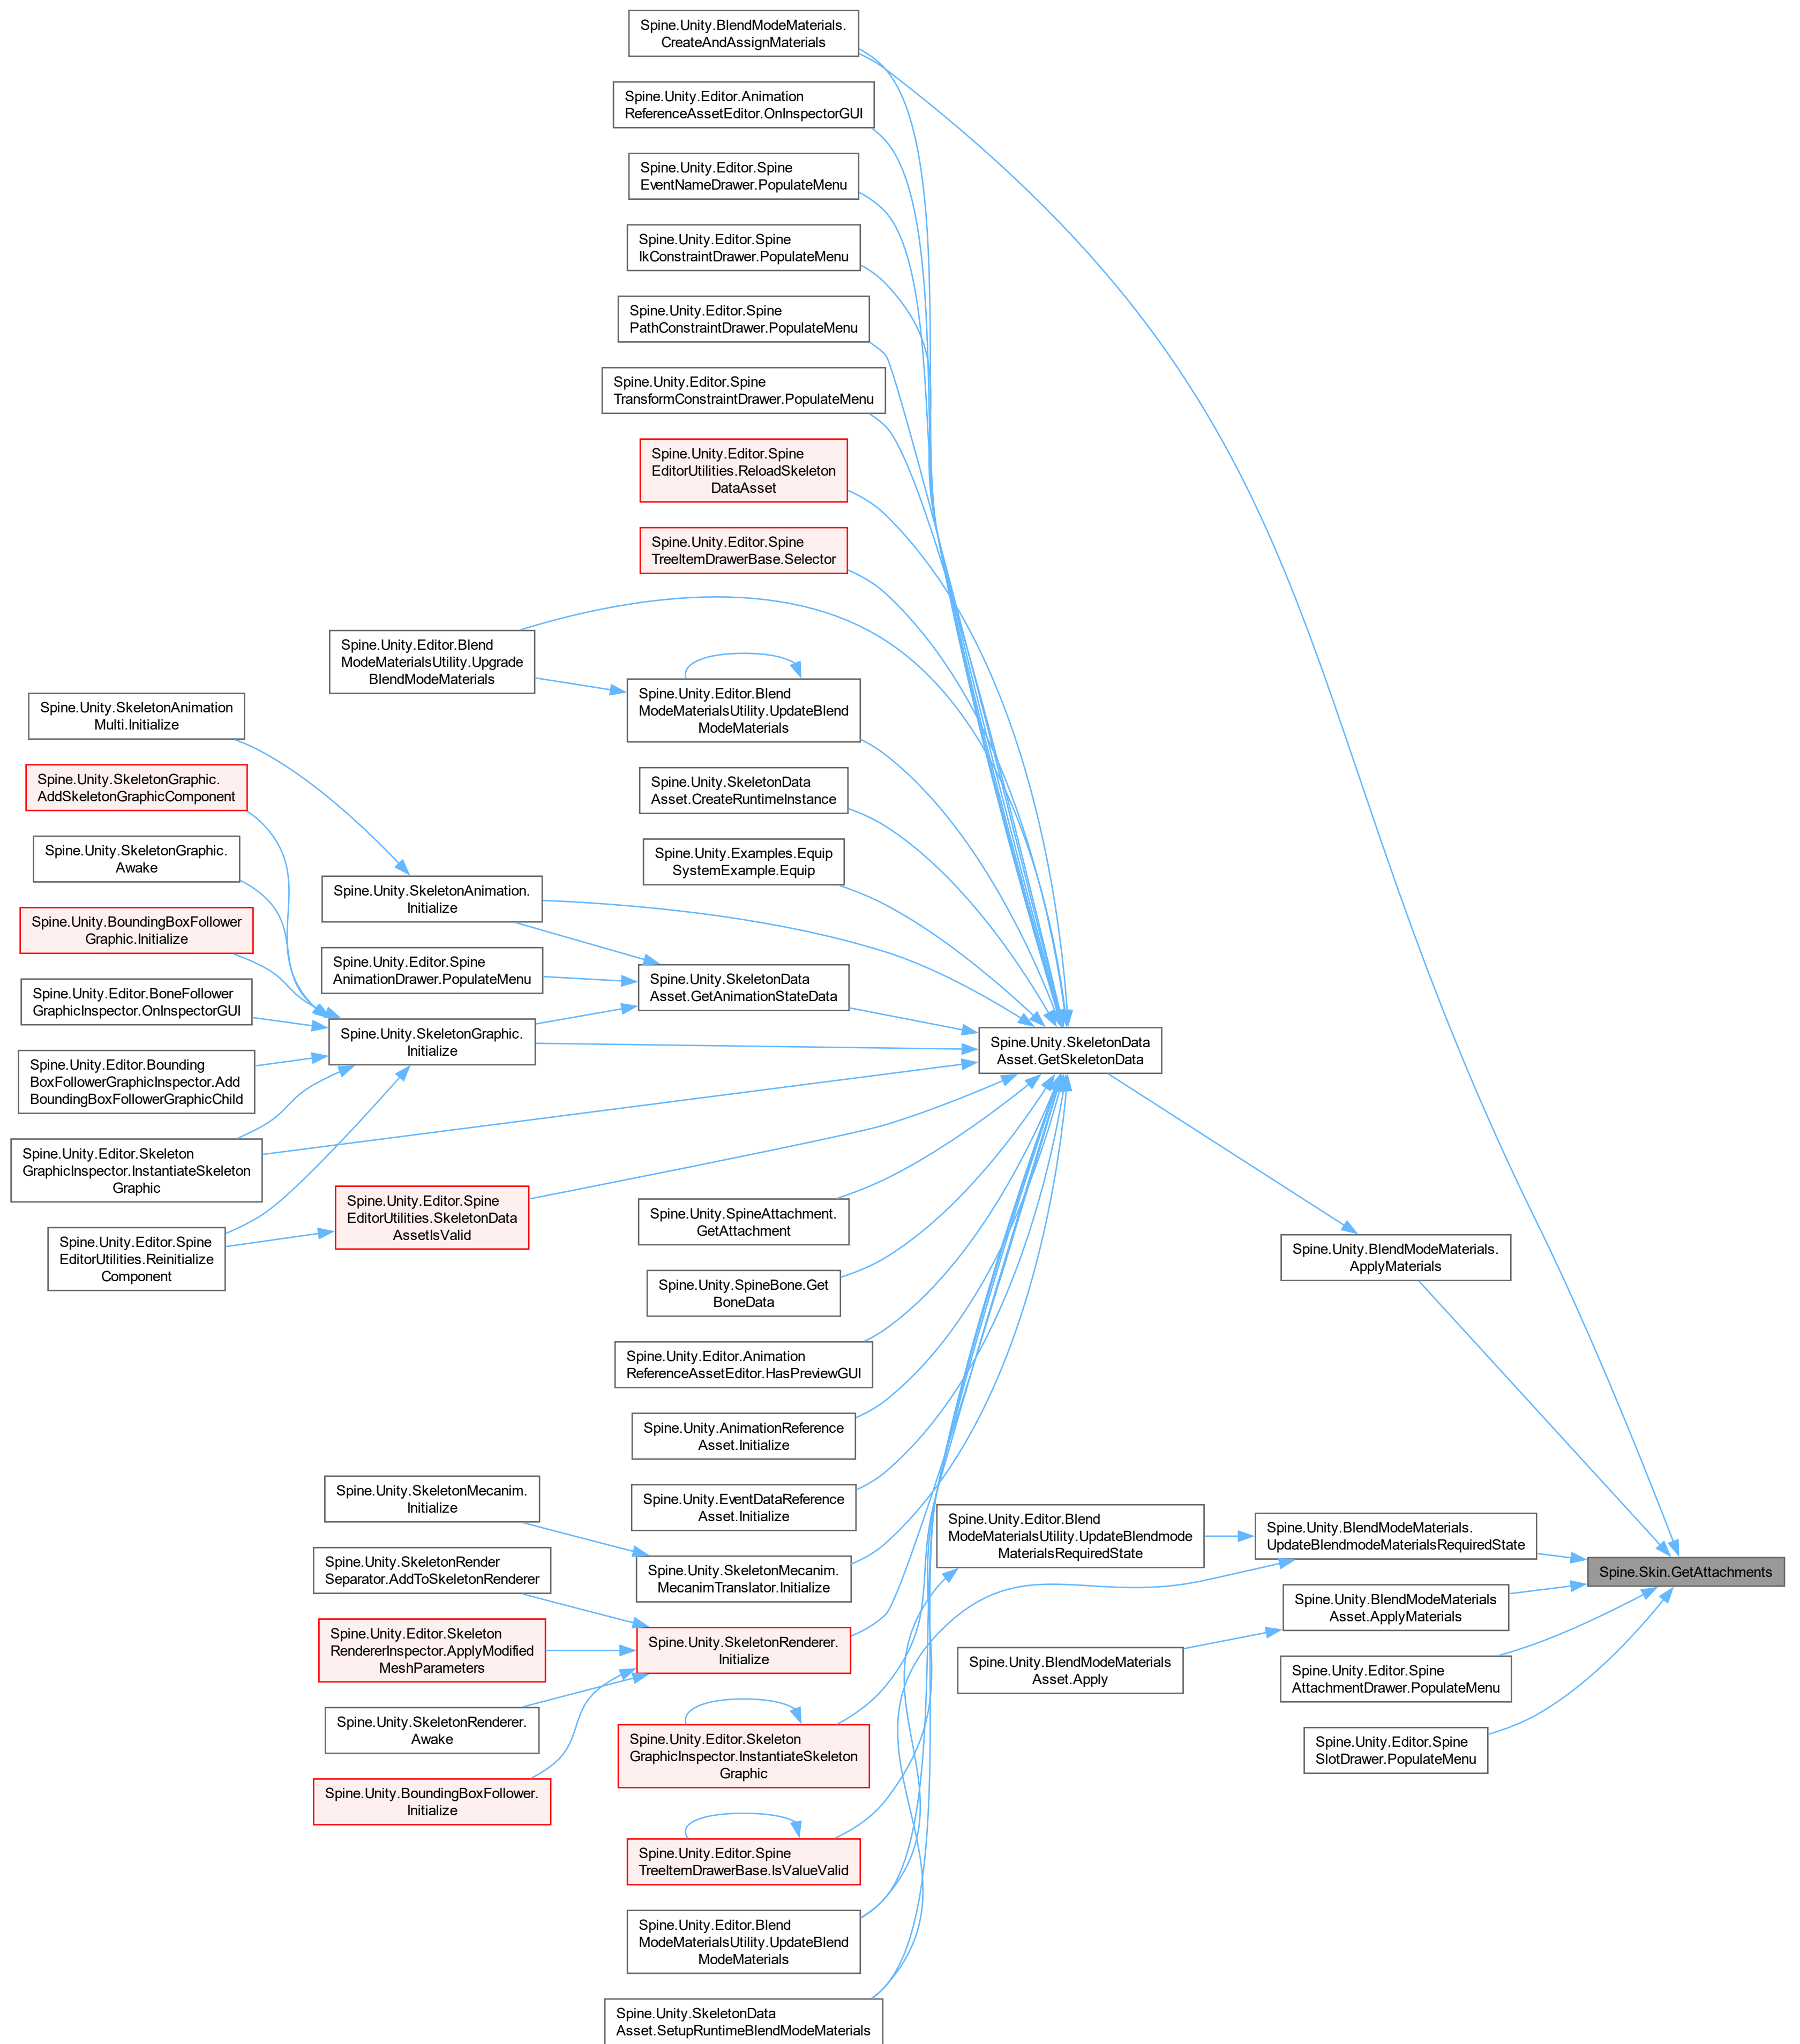 Spine.Unity.BlendModeMaterials.
CreateAndAssignMaterials
Spine.Unity.Editor.Animation
ReferenceAssetEditor.OnInspectorGUI
Spine.Unity.Editor.Spine
EventNameDrawer.PopulateMenu
Spine.Unity.Editor.Spine
IkConstraintDrawer.PopulateMenu
Spine.Unity.Editor.Spine
PathConstraintDrawer.PopulateMenu
Spine.Unity.Editor.Spine
TransformConstraintDrawer.PopulateMenu
Spine.Unity.Editor.Spine
EditorUtilities.ReloadSkeleton
DataAsset
Spine.Unity.Editor.Spine
TreeItemDrawerBase.Selector
Spine.Unity.Editor.Blend
ModeMaterialsUtility.Upgrade
BlendModeMaterials
Spine.Unity.Editor.Blend
ModeMaterialsUtility.UpdateBlend
ModeMaterials
Spine.Unity.SkeletonAnimation
Multi.Initialize
Spine.Unity.SkeletonGraphic.
AddSkeletonGraphicComponent
Spine.Unity.SkeletonData
Asset.CreateRuntimeInstance
Spine.Unity.SkeletonGraphic.
Awake
Spine.Unity.Examples.Equip
SystemExample.Equip
Spine.Unity.SkeletonAnimation.
Initialize
Spine.Unity.BoundingBoxFollower
Graphic.Initialize
Spine.Unity.Editor.Spine
AnimationDrawer.PopulateMenu
Spine.Unity.SkeletonData
Asset.GetAnimationStateData
Spine.Unity.Editor.BoneFollower
GraphicInspector.OnInspectorGUI
Spine.Unity.SkeletonGraphic.
Initialize
Spine.Unity.SkeletonData
Asset.GetSkeletonData
Spine.Unity.Editor.Bounding
BoxFollowerGraphicInspector.Add
BoundingBoxFollowerGraphicChild
Spine.Unity.Editor.Skeleton
GraphicInspector.InstantiateSkeleton
Graphic
Spine.Unity.Editor.Spine
EditorUtilities.SkeletonData
AssetIsValid
Spine.Unity.SpineAttachment.
GetAttachment
Spine.Unity.Editor.Spine
EditorUtilities.Reinitialize
Component
Spine.Unity.BlendModeMaterials.
ApplyMaterials
Spine.Unity.SpineBone.Get
BoneData
Spine.Unity.Editor.Animation
ReferenceAssetEditor.HasPreviewGUI
Spine.Unity.AnimationReference
Asset.Initialize
Spine.Unity.SkeletonMecanim.
Initialize
Spine.Unity.EventDataReference
Asset.Initialize
Spine.Unity.Editor.Blend
ModeMaterialsUtility.UpdateBlendmode
MaterialsRequiredState
Spine.Unity.BlendModeMaterials.
UpdateBlendmodeMaterialsRequiredState
Spine.Skin.GetAttachments
Spine.Unity.SkeletonRender
Separator.AddToSkeletonRenderer
Spine.Unity.SkeletonMecanim.
MecanimTranslator.Initialize
Spine.Unity.BlendModeMaterials
Asset.ApplyMaterials
Spine.Unity.Editor.Skeleton
RendererInspector.ApplyModified
MeshParameters
Spine.Unity.SkeletonRenderer.
Initialize
Spine.Unity.BlendModeMaterials
Asset.Apply
Spine.Unity.Editor.Spine
AttachmentDrawer.PopulateMenu
Spine.Unity.SkeletonRenderer.
Awake
Spine.Unity.Editor.Skeleton
GraphicInspector.InstantiateSkeleton
Graphic
Spine.Unity.Editor.Spine
SlotDrawer.PopulateMenu
Spine.Unity.BoundingBoxFollower.
Initialize
Spine.Unity.Editor.Spine
TreeItemDrawerBase.IsValueValid
Spine.Unity.Editor.Blend
ModeMaterialsUtility.UpdateBlend
ModeMaterials
Spine.Unity.SkeletonData
Asset.SetupRuntimeBlendModeMaterials